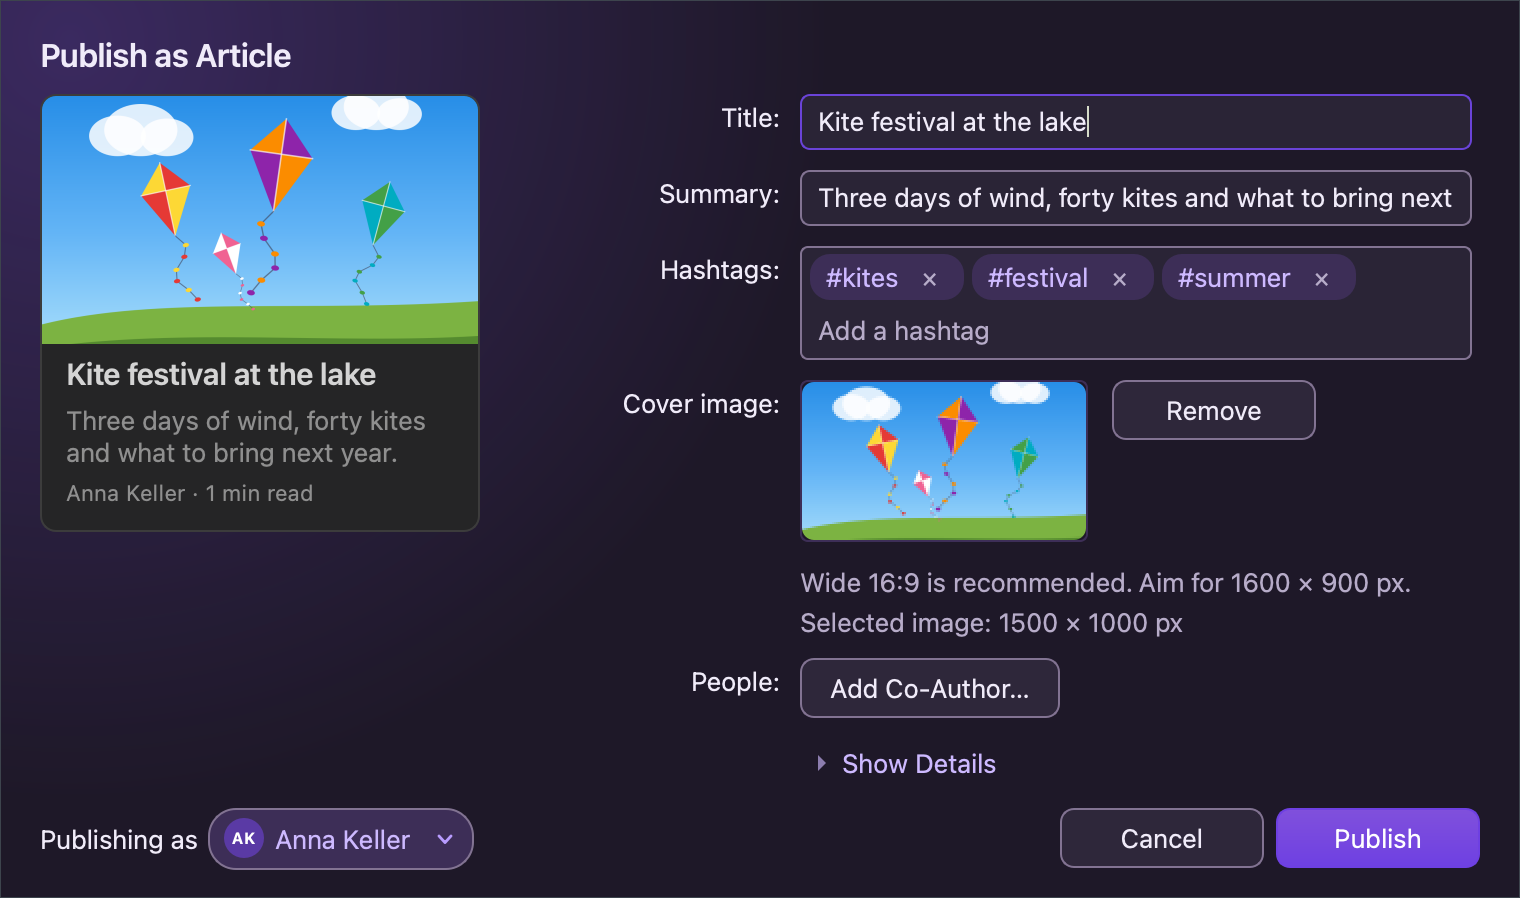 Publish as Article
Kite festival at the lake
Three days of wind, forty kites
and what to bring next year.
Anna Keller · 1 min read
Title:
Kite festival at the lake
Summary:
Three days of wind, forty kites and what to bring next
Hashtags:
#kites × #festival × #summer ×
Add a hashtag
Cover image:
Remove
Wide 16:9 is recommended. Aim for 1600 × 900 px.
Selected image: 1500 × 1000 px
People:
Add Co-Author...
Show Details
Publishing as
AK Anna Keller
Cancel
Publish